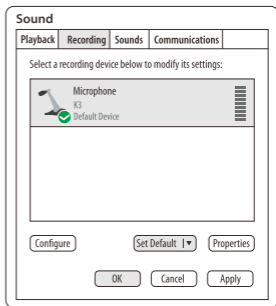 Sound
Playback Recording Sounds Communications
Select a recording device below to modify its settings:
Microphone
K3
Default Device
Configure Set Default Properties
OK Cancel Apply